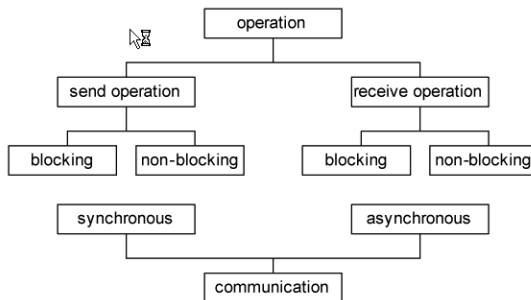 operation
send operation
receive operation
blocking
non-blocking
blocking
non-blocking
synchronous
asynchronous
communication